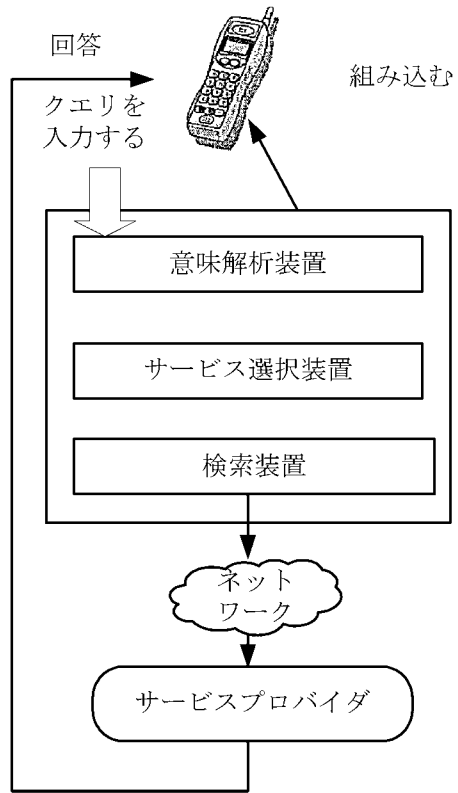 回答
組み込む
クエリを
入力する
意味解析装置
サービス選択装置
検索装置
ネット
ワーク
サービスプロバイダ